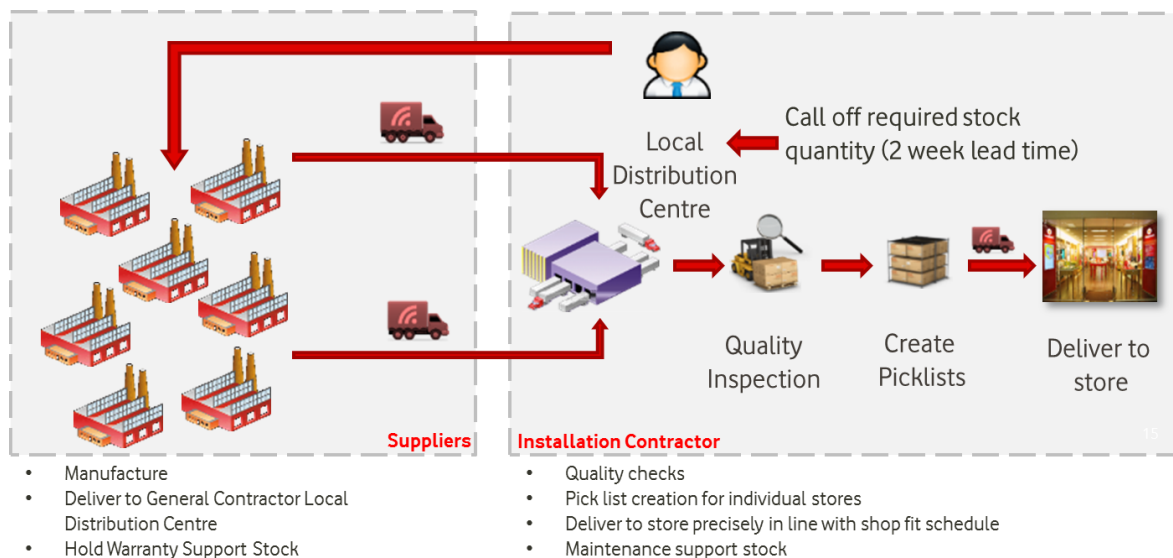 Call off required stock
quantity (2 week lead time)
Local
Distribution
Centre
Quality
Inspection
Create
Picklists
Deliver to
store
Suppliers
Installation Contractor
15
• Manufacture
• Deliver to General Contractor Local
Distribution Centre
• Hold Warranty Support Stock
• Quality checks
• Pick list creation for individual stores
• Deliver to store precisely in line with shop fit schedule
• Maintenance support stock